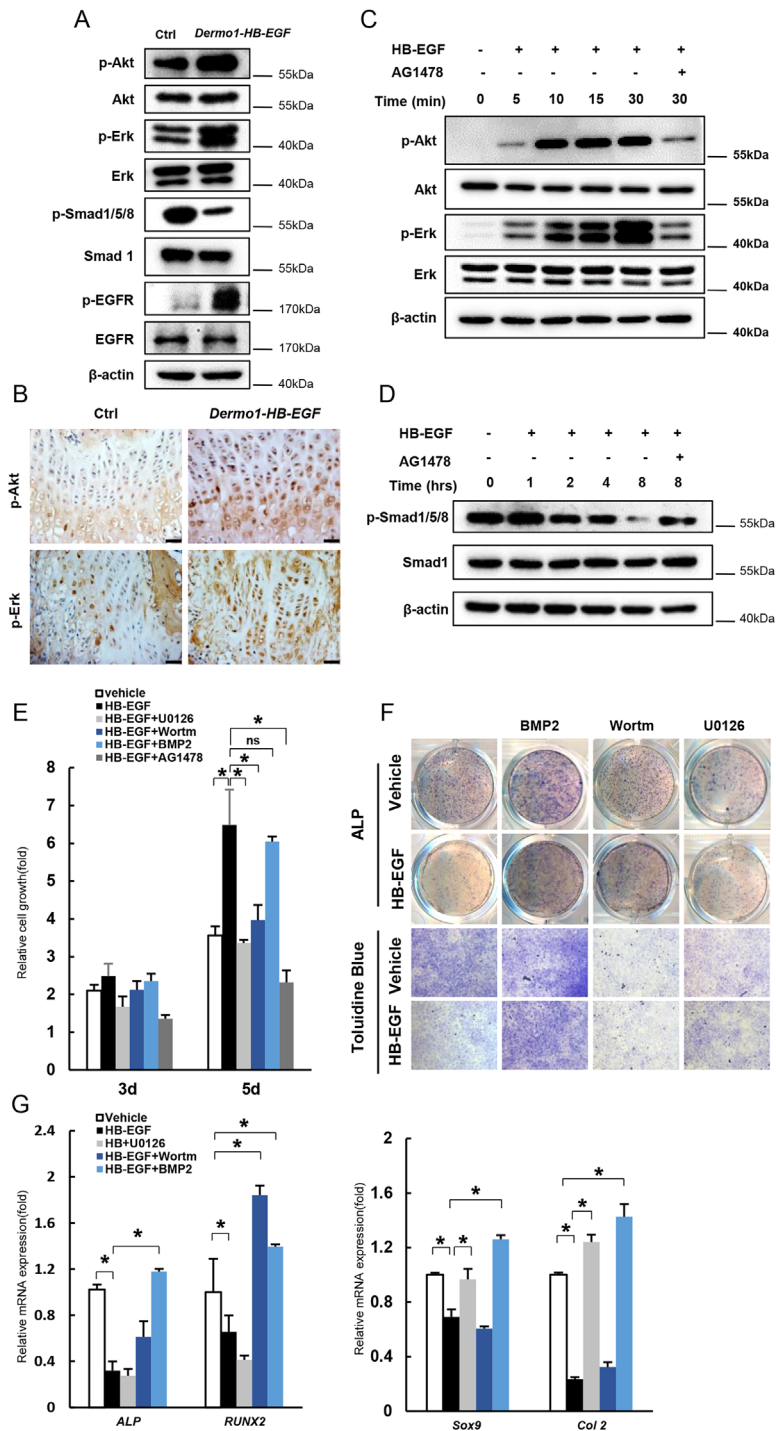 A
Ctrl Dermo1-HB-EGF
p-Akt 55kDa
Akt 55kDa
p-Erk 40kDa
Erk 40kDa
p-Smad1/5/8 55kDa
Smad 1 55kDa
p-EGFR 170kDa
EGFR 170kDa
β-actin 40kDa
B
Ctrl Dermo1-HB-EGF
p-Akt
p-Erk
C
HB-EGF - + + + + +
AG1478 - - - - - +
Time (min) 0 5 10 15 30 30
p-Akt 55kDa
Akt 55kDa
p-Erk 40kDa
Erk 40kDa
β-actin 40kDa
D
HB-EGF - + + + + +
AG1478 - - - - - +
Time (hrs) 0 1 2 4 8 8
p-Smad1/5/8 55kDa
Smad1 55kDa
β-actin 40kDa
E
vehicle
HB-EGF
HB-EGF+U0126
HB-EGF+Wortm
HB-EGF+BMP2
HB-EGF+AG1478
*
ns
*
* *
Relative cell growth(fold)
8
7
6
5
4
3
2
1
0
3d 5d
F
BMP2 Wortm U0126
ALP
Vehicle
HB-EGF
Toluidine Blue
Vehicle
HB-EGF
G
Vehicle
HB-EGF
HB+U0126
HB-EGF+Wortm
HB-EGF+BMP2
Relative mRNA expression(fold)
2.4
2
1.6
1.2
0.8
0.4
0
* *
* * *
ALP RUNX2
Relative mRNA expression(fold)
2
1.6
1.2
0.8
0.4
0
* * *
* * *
Sox9 Col 2